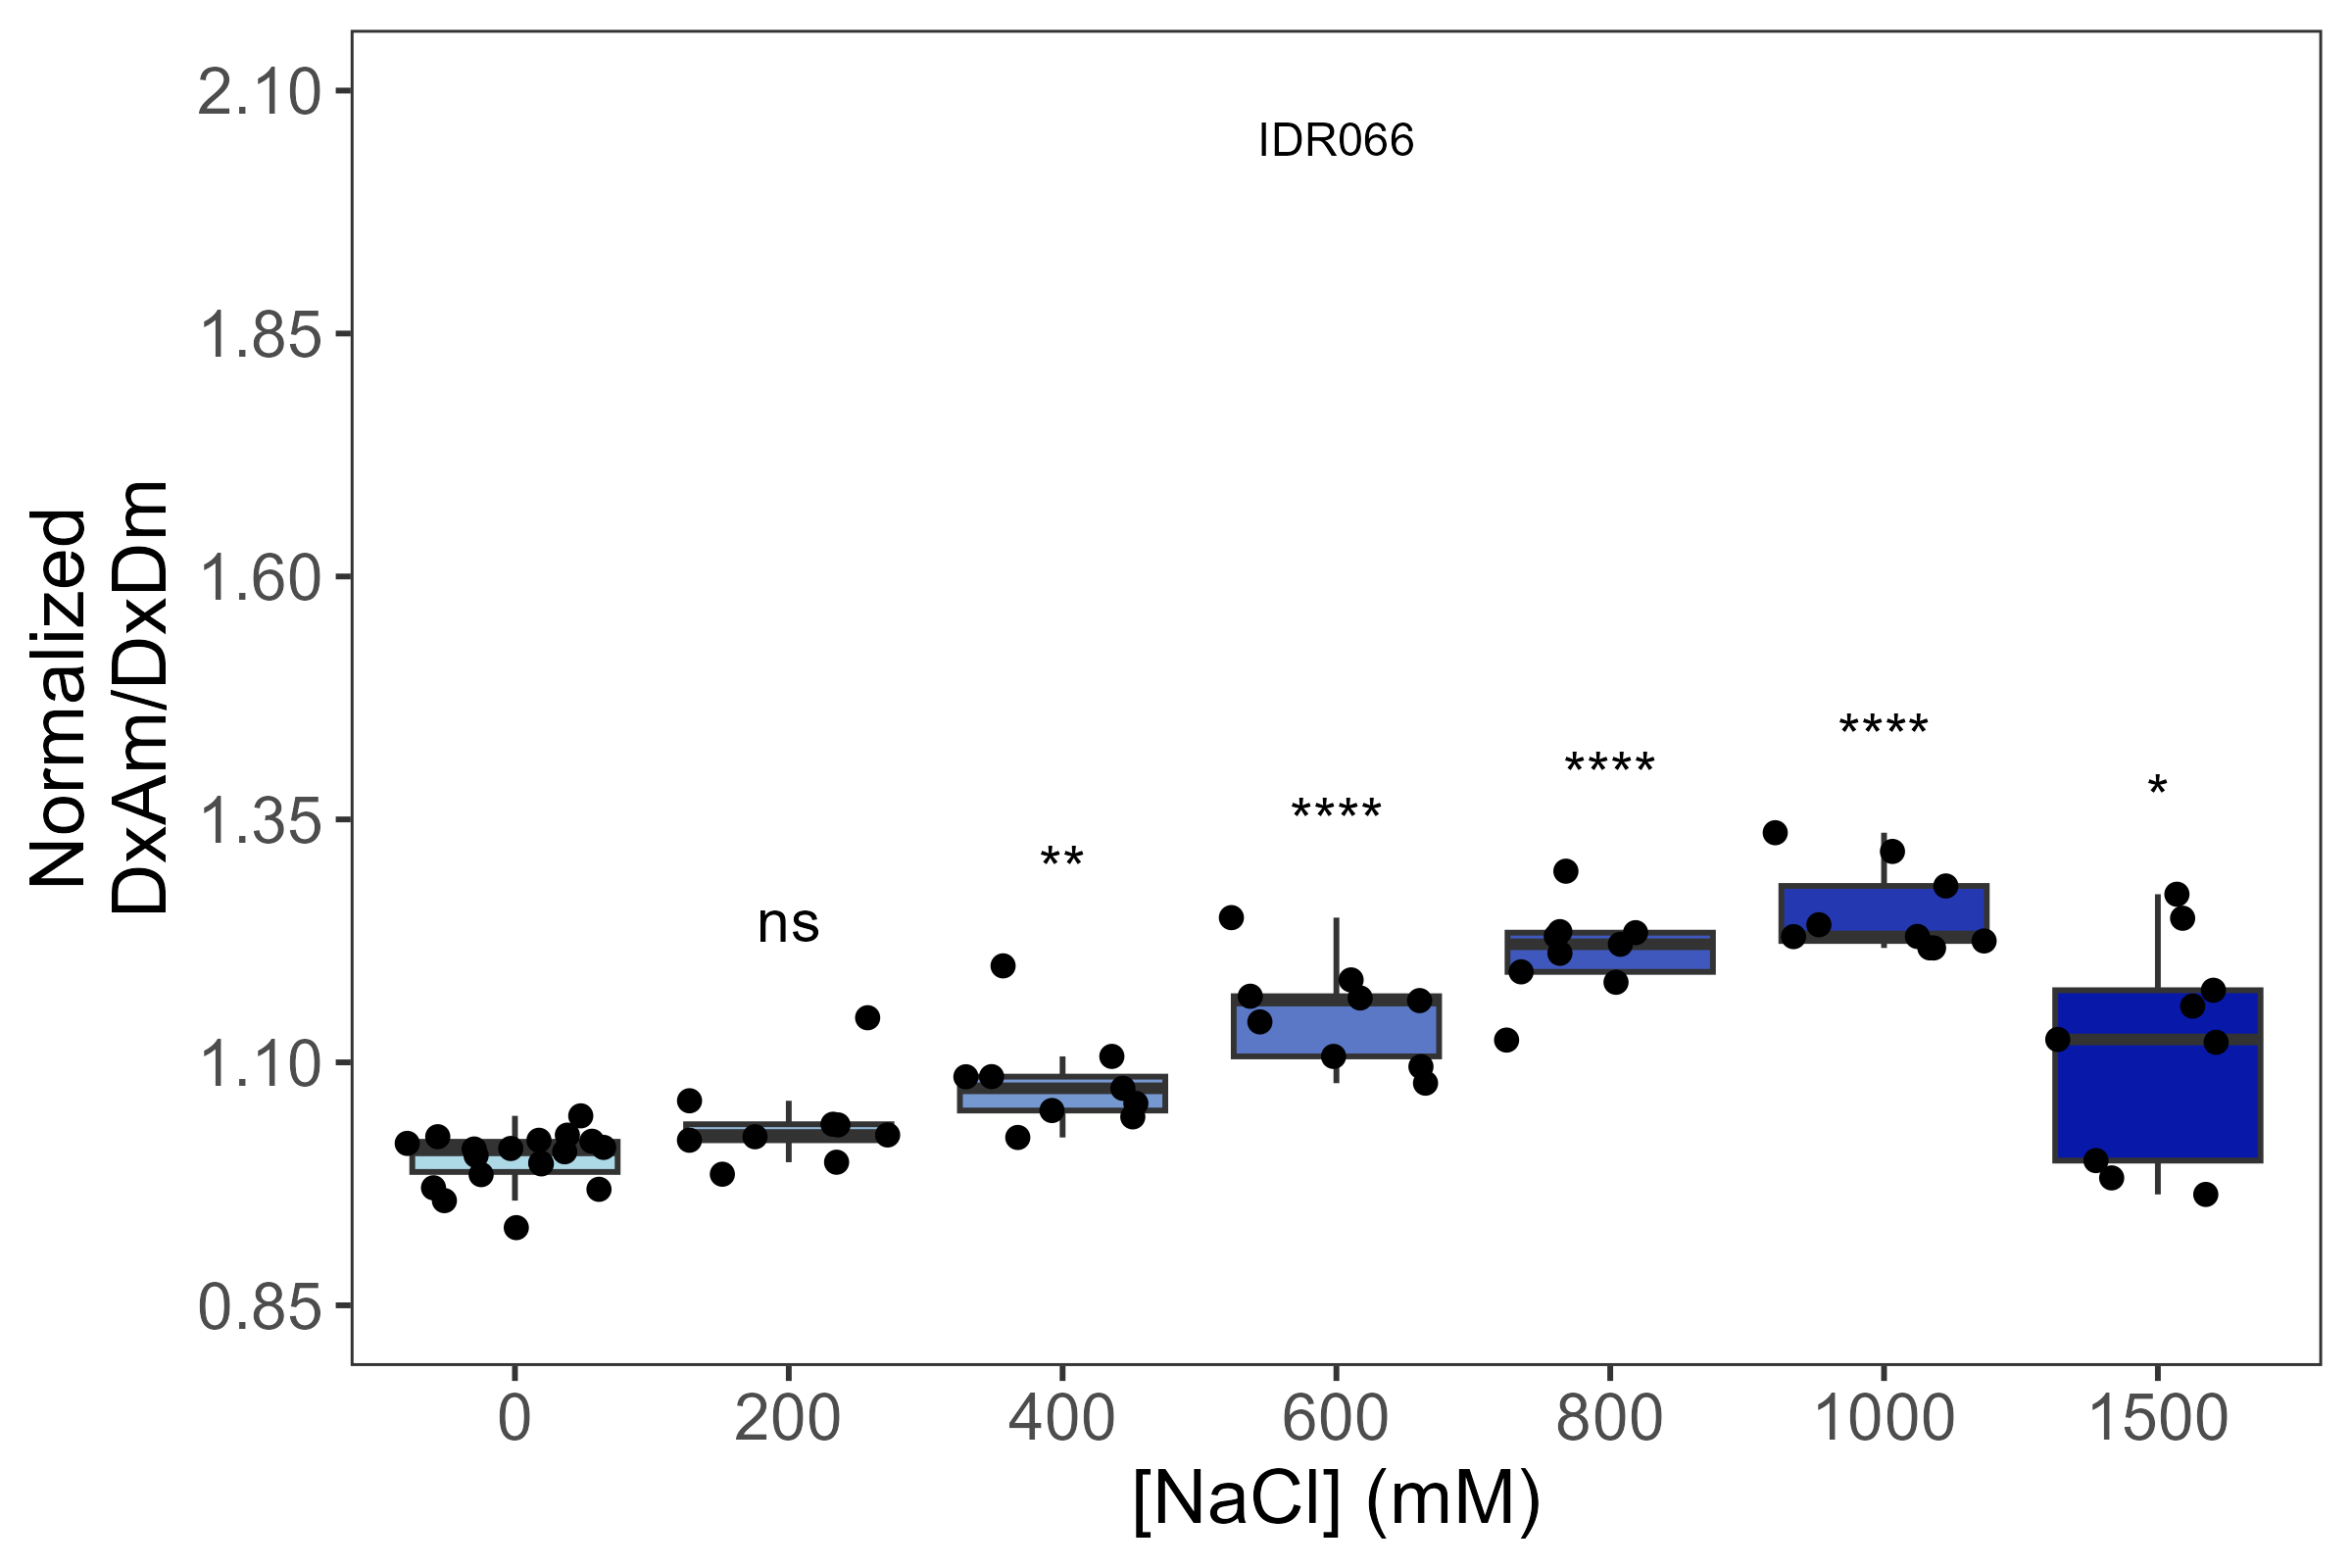 IDR066
2.10
1.85
1.60
1.35
1.10
0.85
Normalized
DxAm/DxDm
ns
**
****
****
****
*
0 200 400 600 800 1000 1500
[NaCl] (mM)